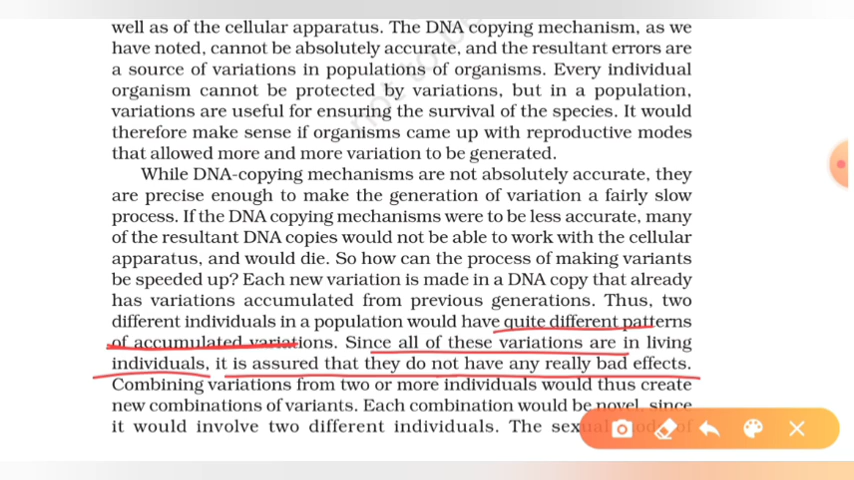 well as of the cellular apparatus. The DNA copying mechanism, as we
have noted, cannot be absolutely accurate, and the resultant errors are
a source of variations in populations of organisms. Every individual
organism cannot be protected by variations, but in a population,
variations are useful for ensuring the survival of the species. It would
therefore make sense if organisms came up with reproductive modes
that allowed more and more variation to be generated.
While DNA-copying mechanisms are not absolutely accurate, they
are precise enough to make the generation of variation a fairly slow
process. If the DNA copying mechanisms were to be less accurate, many
of the resultant DNA copies would not be able to work with the cellular
apparatus, and would die. So how can the process of making variants
be speeded up? Each new variation is made in a DNA copy that already
has variations accumulated from previous generations. Thus, two
different individuals in a population would have quite different patterns
of accumulated variations. Since all of these variations are in living
individuals, it is assured that they do not have any really bad effects.
Combining variations from two or more individuals would thus create
new combinations of variants. Each combination would be novel, since
it would involve two different individuals. The sexual mode of